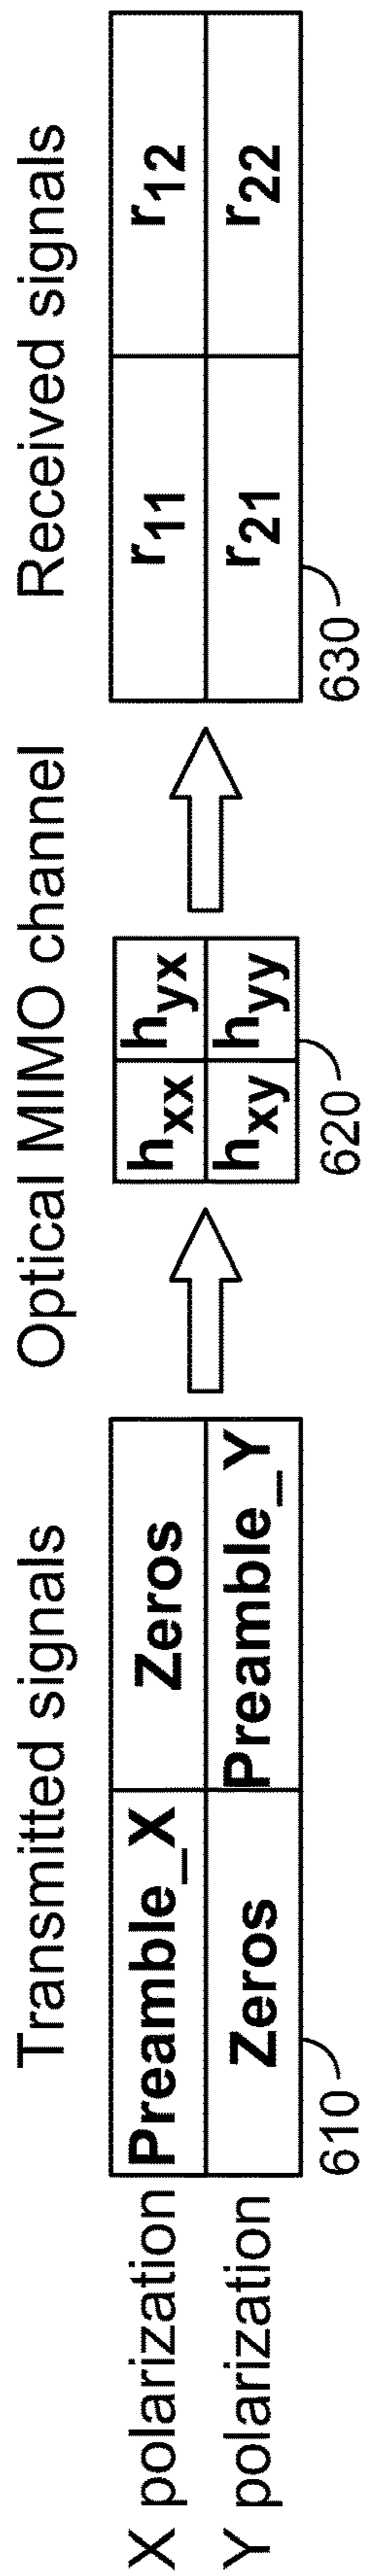 Transmitted signals Optical MIMO channel Received signals
X polarization Preamble_X Zeros hxx hyx r11 r12
Y polarization Zeros Preamble_Y hxy hyy r21 r22
610 620 630